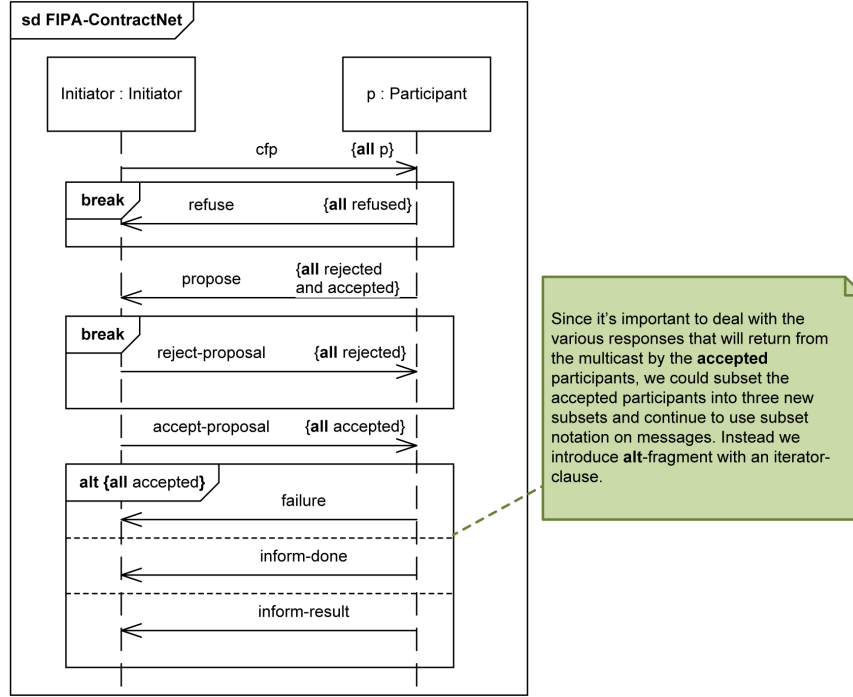 sd FIPA-ContractNet
Initiator : Initiator
p : Participant
cfp {all p}
break
refuse {all refused}
propose {all rejected
and accepted}
break
reject-proposal {all rejected}
accept-proposal {all accepted}
alt {all accepted}
failure
inform-done
inform-result
Since it’s important to deal with the
various responses that will return from
the multicast by the accepted
participants, we could subset the
accepted participants into three new
subsets and continue to use subset
notation on messages. Instead we
introduce alt-fragment with an iterator-
clause.